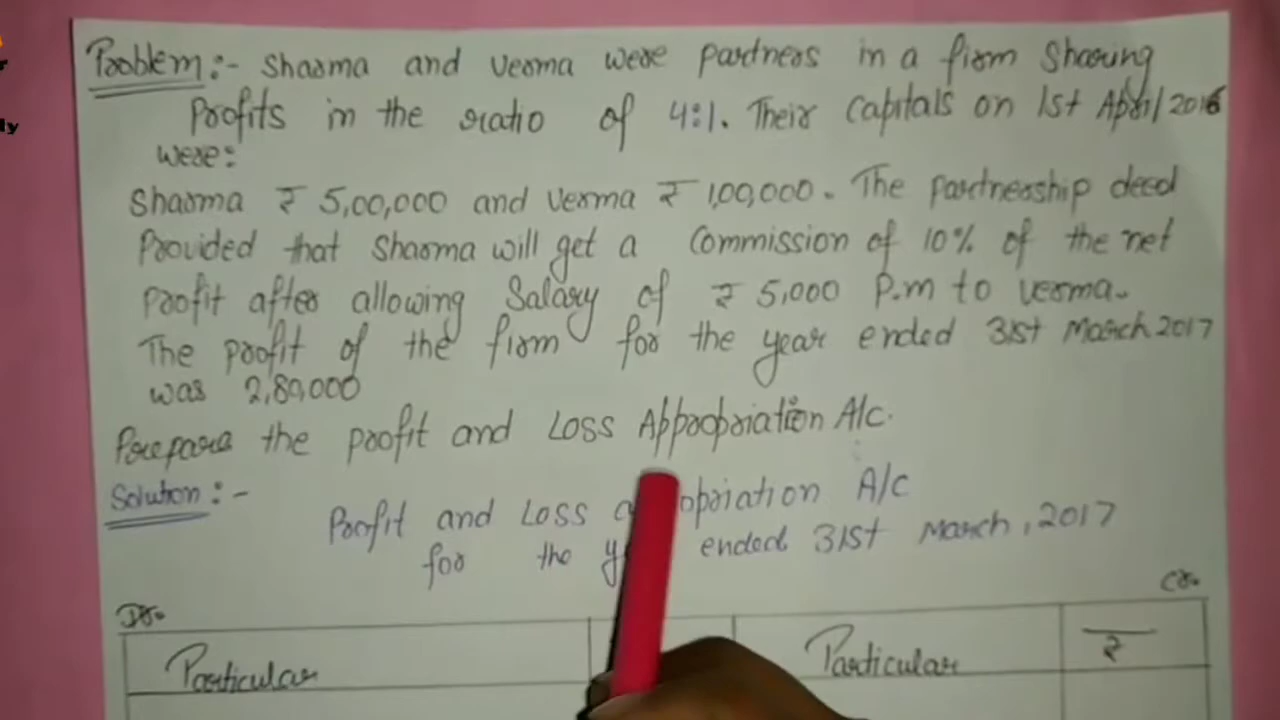 Problem:- Sharma and Verma were partners in a firm Sharing
Profits in the ratio of 4:1. Their capitals on 1st April 2016
were:
Sharma ₹ 5,00,000 and Verma ₹ 1,00,000. The partnership deed
Provided that Sharma will get a Commission of 10% of the net
profit after allowing Salary of ₹ 5,000 P.m to Verma.
The profit of the firm for the year ended 31st March 2017
was 2,80,000
Prepare the profit and Loss Appropriation A/c.
Solution:-
Profit and Loss A/c
for the ended 31st March, 2017
Dr. Cr.
Particular Particular ₹